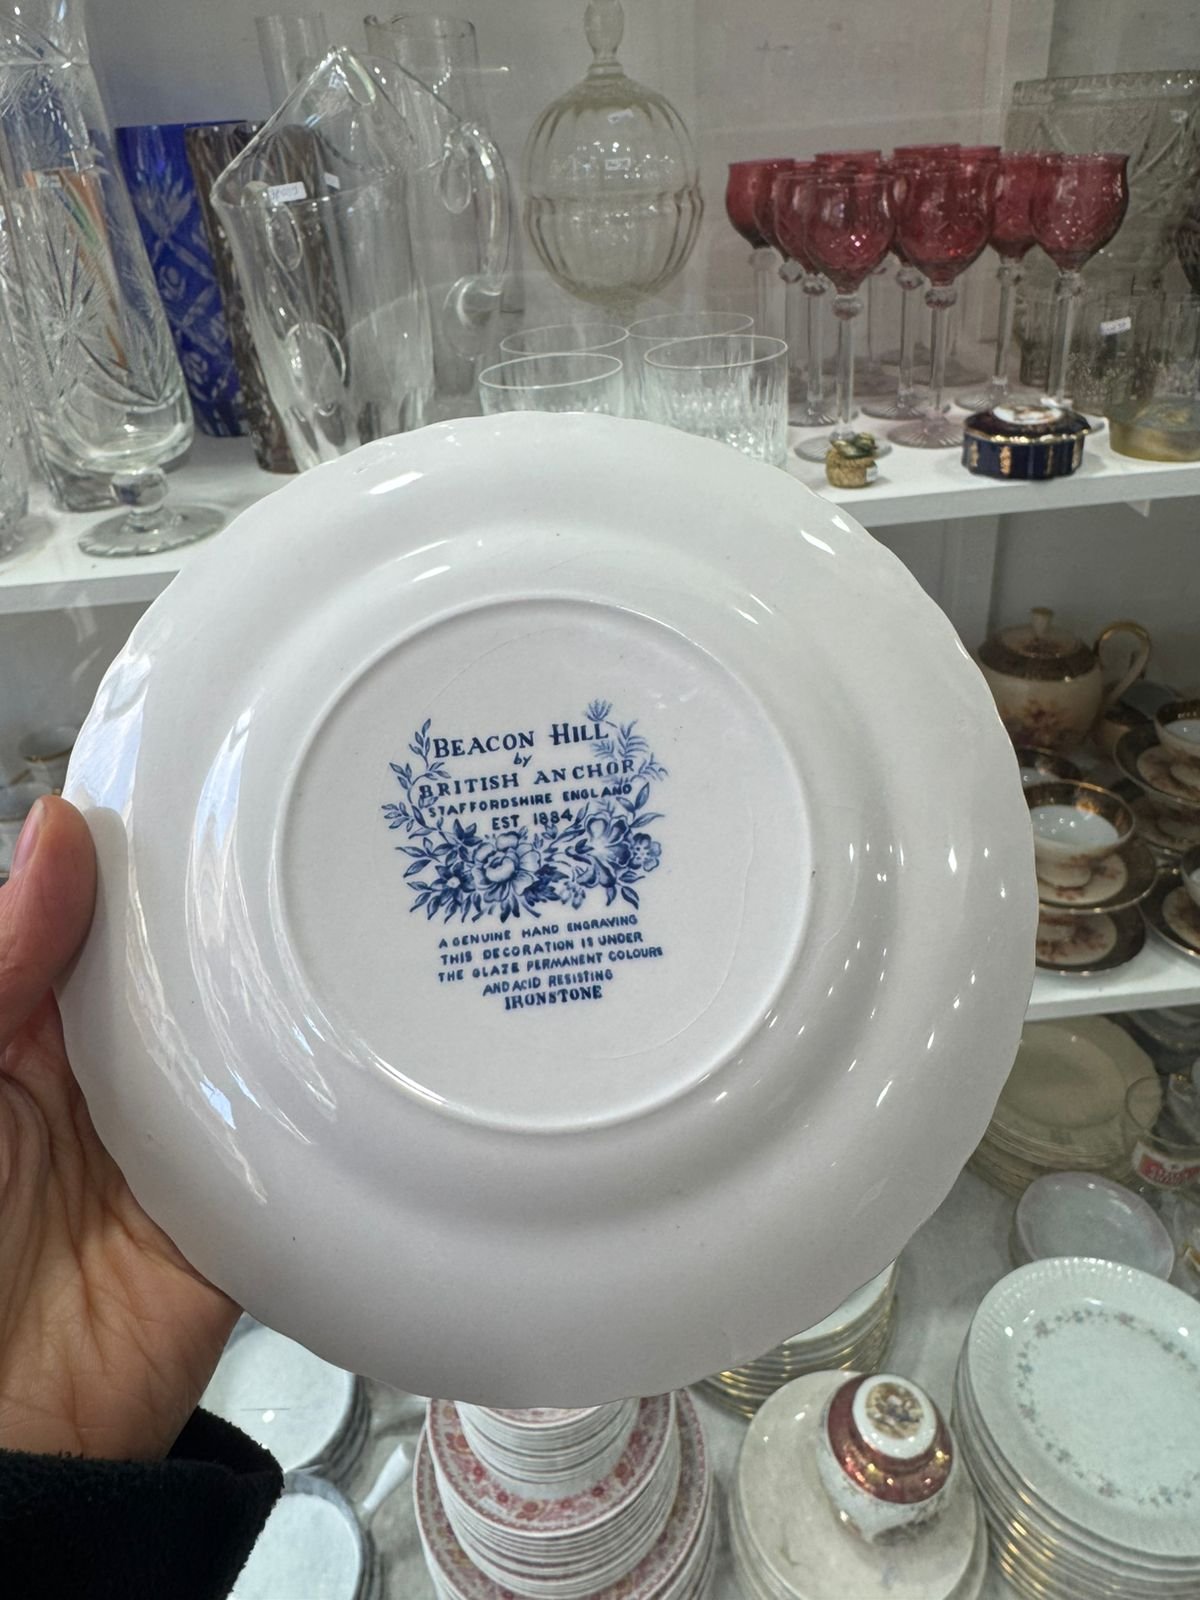 BEACON HILL
by
BRITISH ANCHOR
STAFFORDSHIRE ENGLAND
EST 1884
A GENUINE HAND ENGRAVING
THIS DECORATION IS UNDER
THE GLAZE PERMANENT COLOURS
AND ACID RESISTING
IRONSTONE